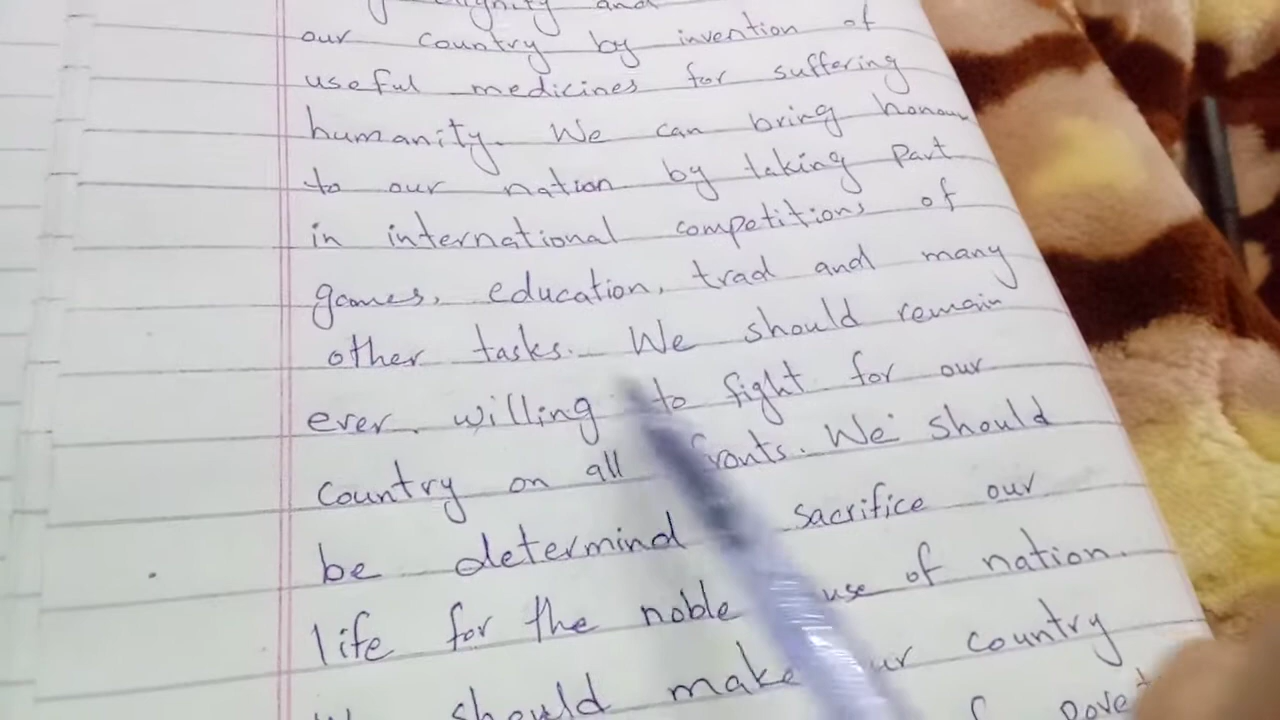 dignity and
our country by invention of
useful medicines for suffering
humanity. We can bring honour
to our nation by taking part
in international competitions of
games, education, trad and many
other tasks. We should remain
ever willing to fight for our
country on all fronts. We should
be determind sacrifice our
life for the noble of nation.
should make country